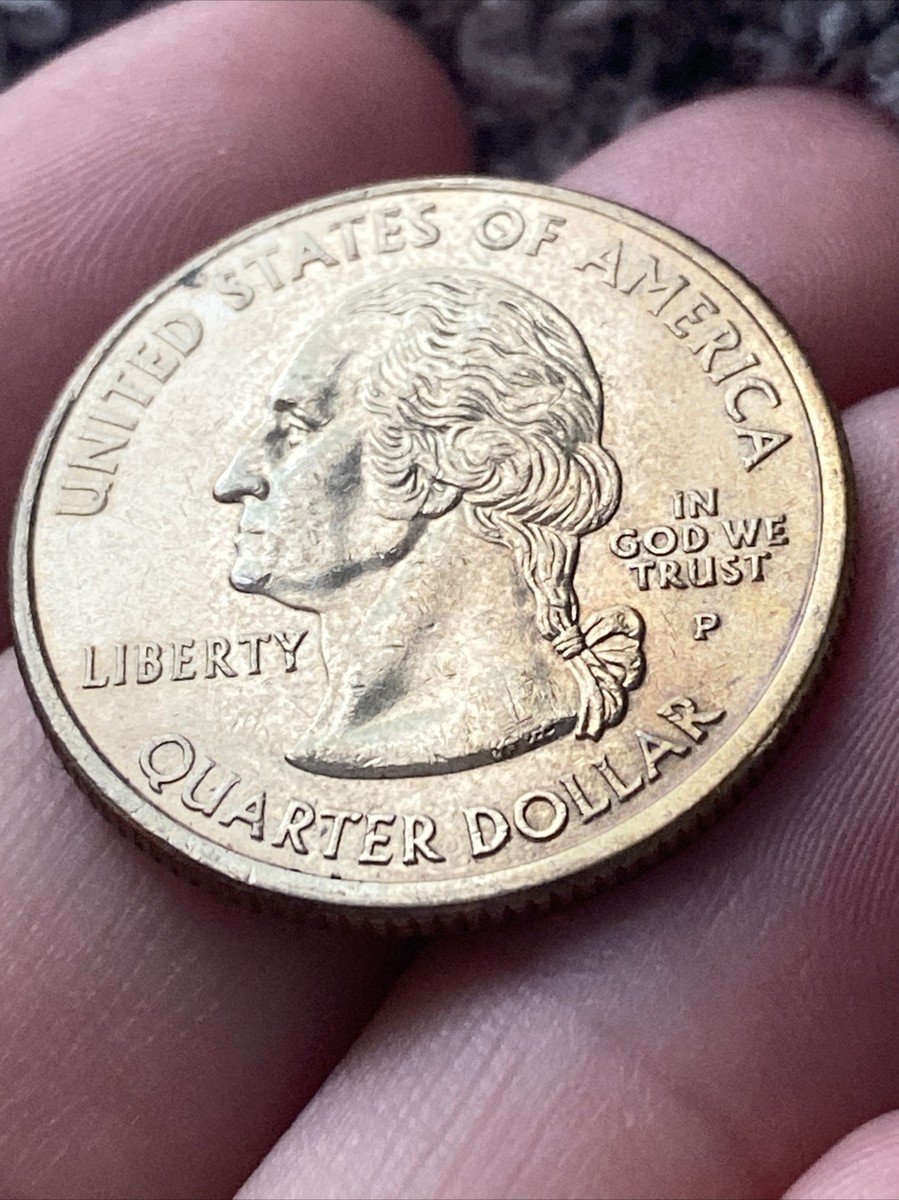 UNITED STATES OF AMERICA
LIBERTY
IN
GOD WE
TRUST
P
QUARTER DOLLAR